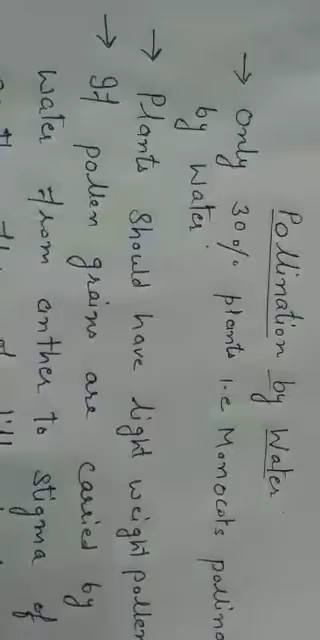 Pollination by Water
→ Only 30% plants i.e Monocots pollina
by Water.
→ Plants should have light weight pollen
→ If pollen grains are carried by
water from anther to stigma of